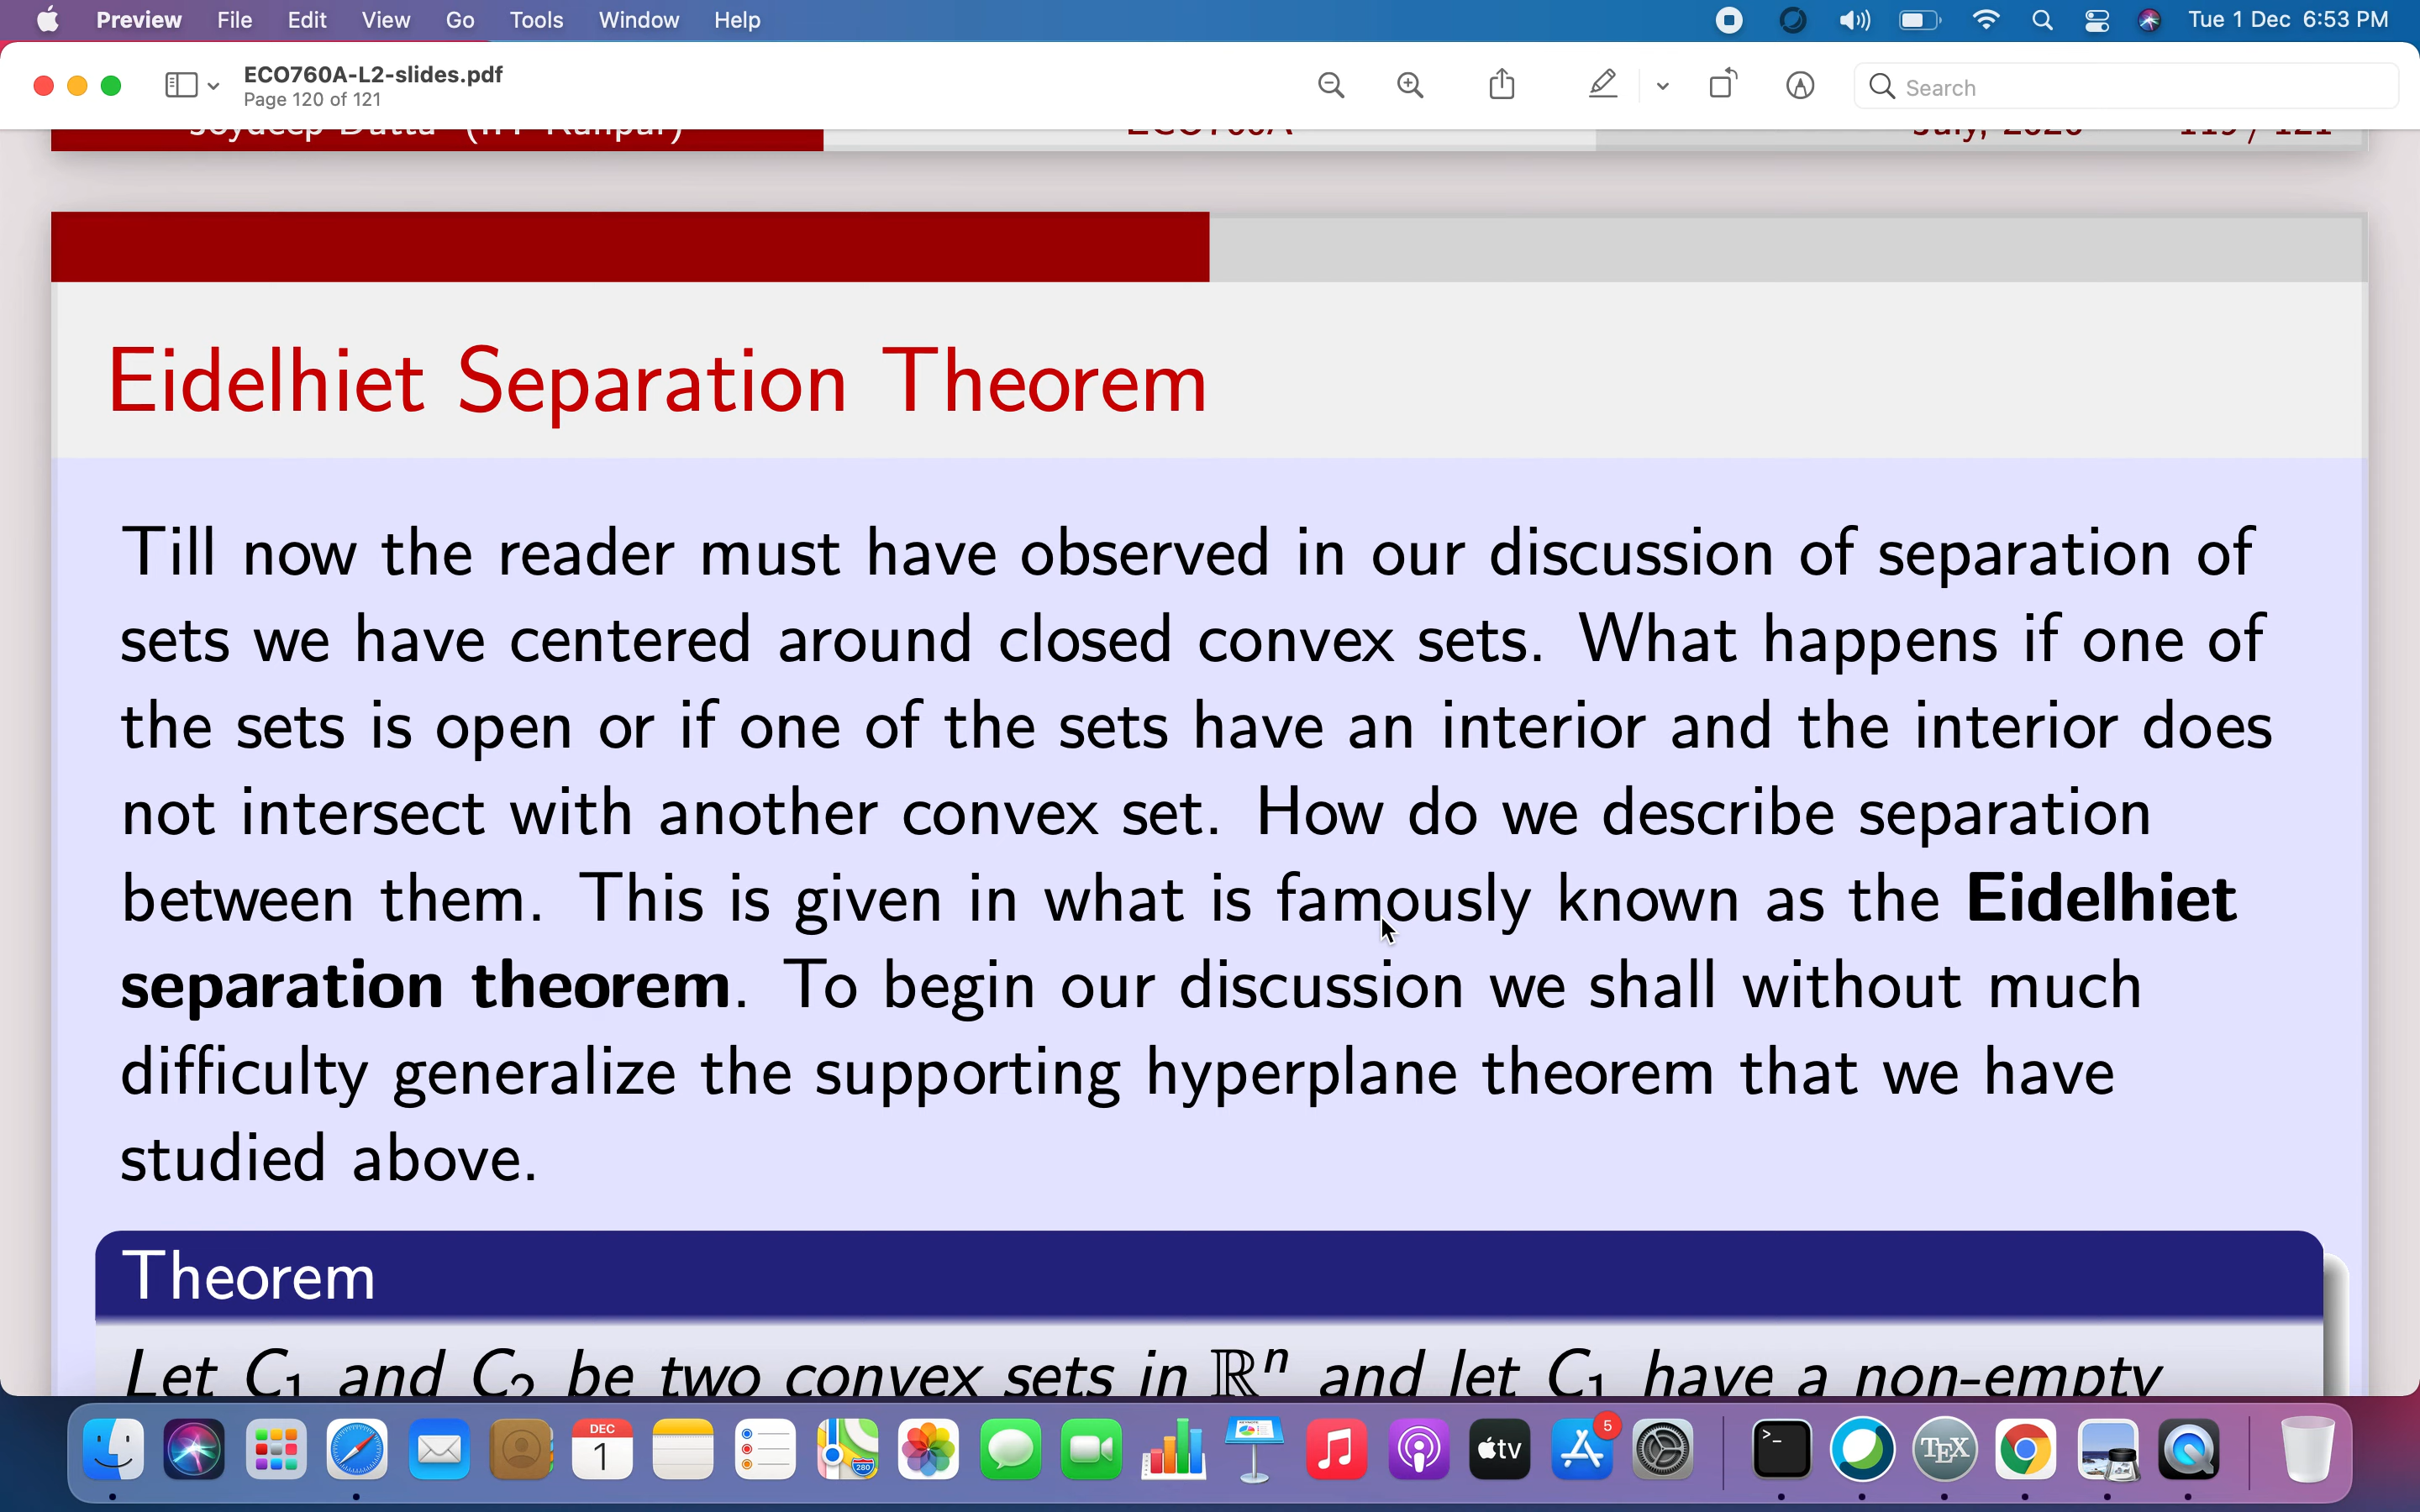 Preview File Edit View Go Tools Window Help Tue 1 Dec 6:53 PM
ECO760A-L2-slides.pdf
Page 120 of 121
Search
Eidelhiet Separation Theorem
Till now the reader must have observed in our discussion of separation of
sets we have centered around closed convex sets. What happens if one of
the sets is open or if one of the sets have an interior and the interior does
not intersect with another convex set. How do we describe separation
between them. This is given in what is famously known as the Eidelhiet
separation theorem. To begin our discussion we shall without much
difficulty generalize the supporting hyperplane theorem that we have
studied above.
Theorem
Let C₁ and C₂ be two convex sets in ℝⁿ and let C₁ have a non-empty
DEC
1
280
tv
5
>_
TEX